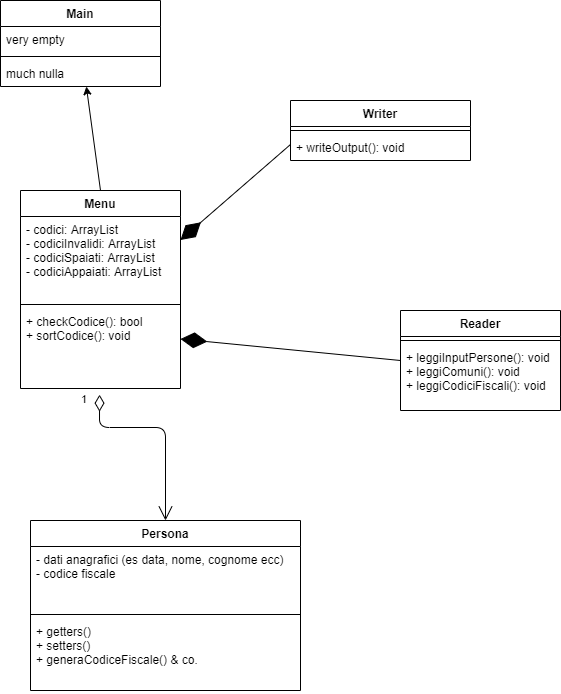 Main
very empty
much nulla
Writer
+ writeOutput(): void
Menu
- codici: ArrayList
- codiciInvalidi: ArrayList
- codiciSpaiati: ArrayList
- codiciAppaiati: ArrayList
+ checkCodice(): bool
+ sortCodice(): void
Reader
+ leggiInputPersone(): void
+ leggiComuni(): void
+ leggiCodiciFiscali(): void
1
Persona
- dati anagrafici (es data, nome, cognome ecc)
- codice fiscale
+ getters()
+ setters()
+ generaCodiceFiscale() & co.